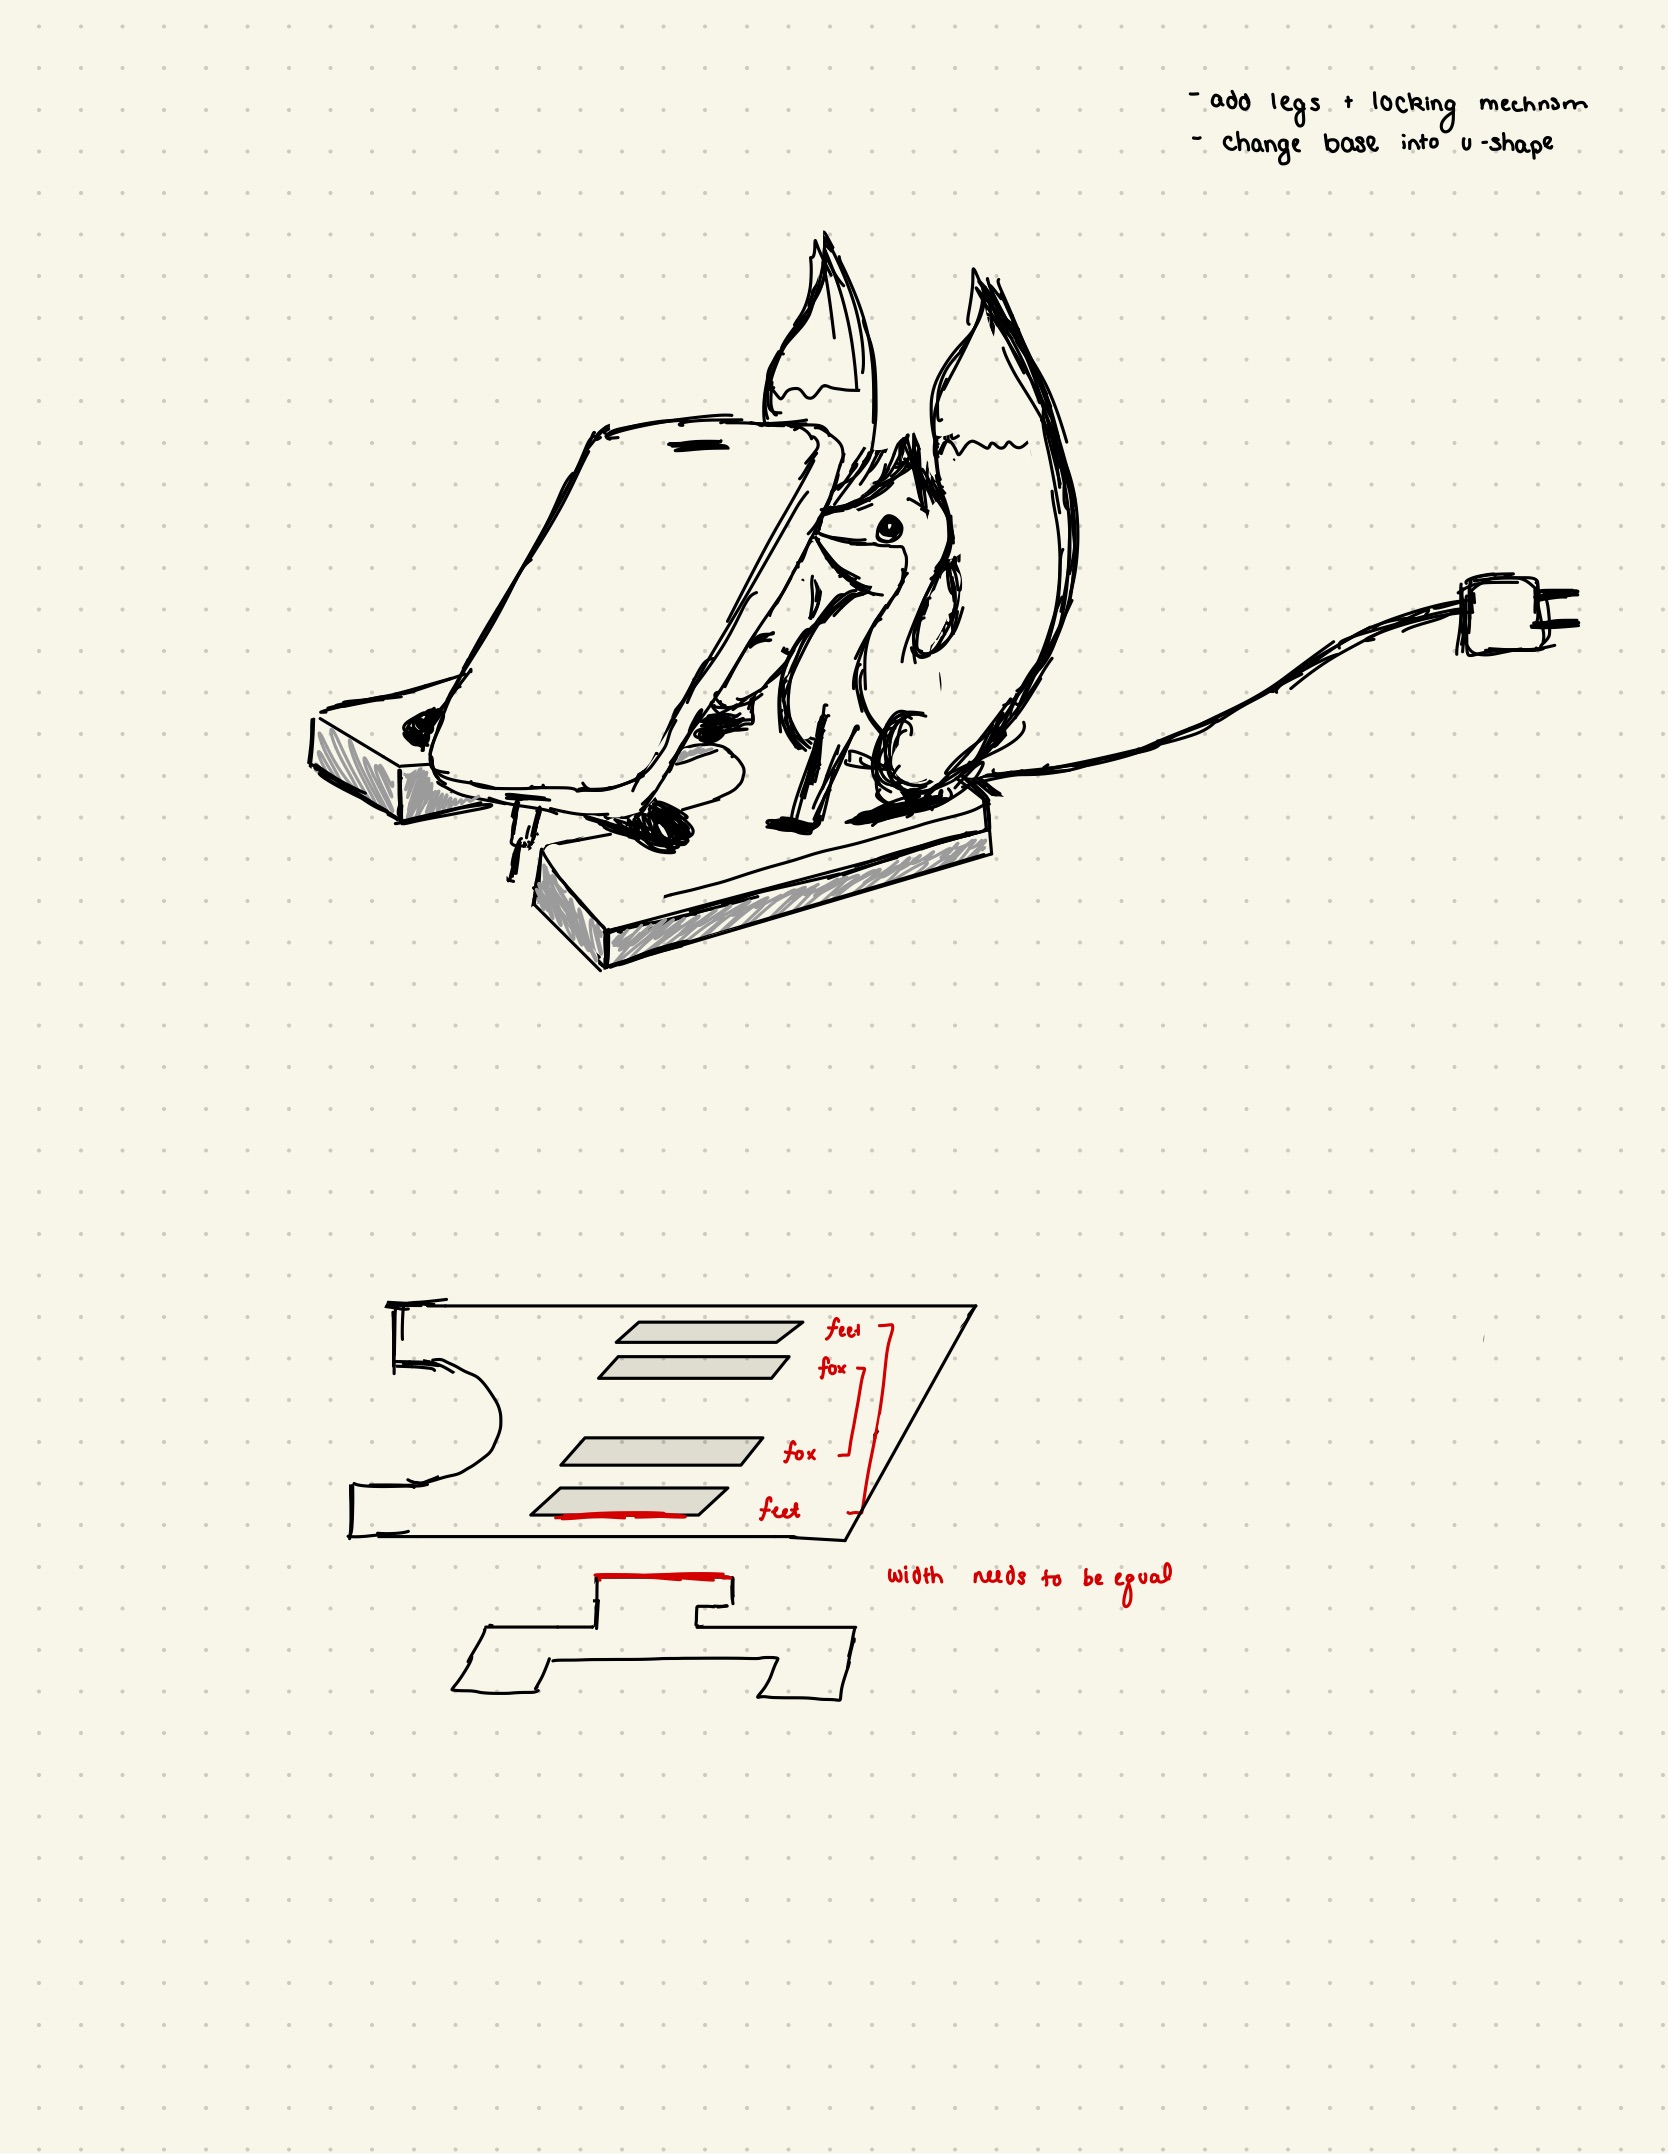 - add legs + locking mechnsm
- change base into u-shape
feet
fox
fox
feet
width needs to be equal